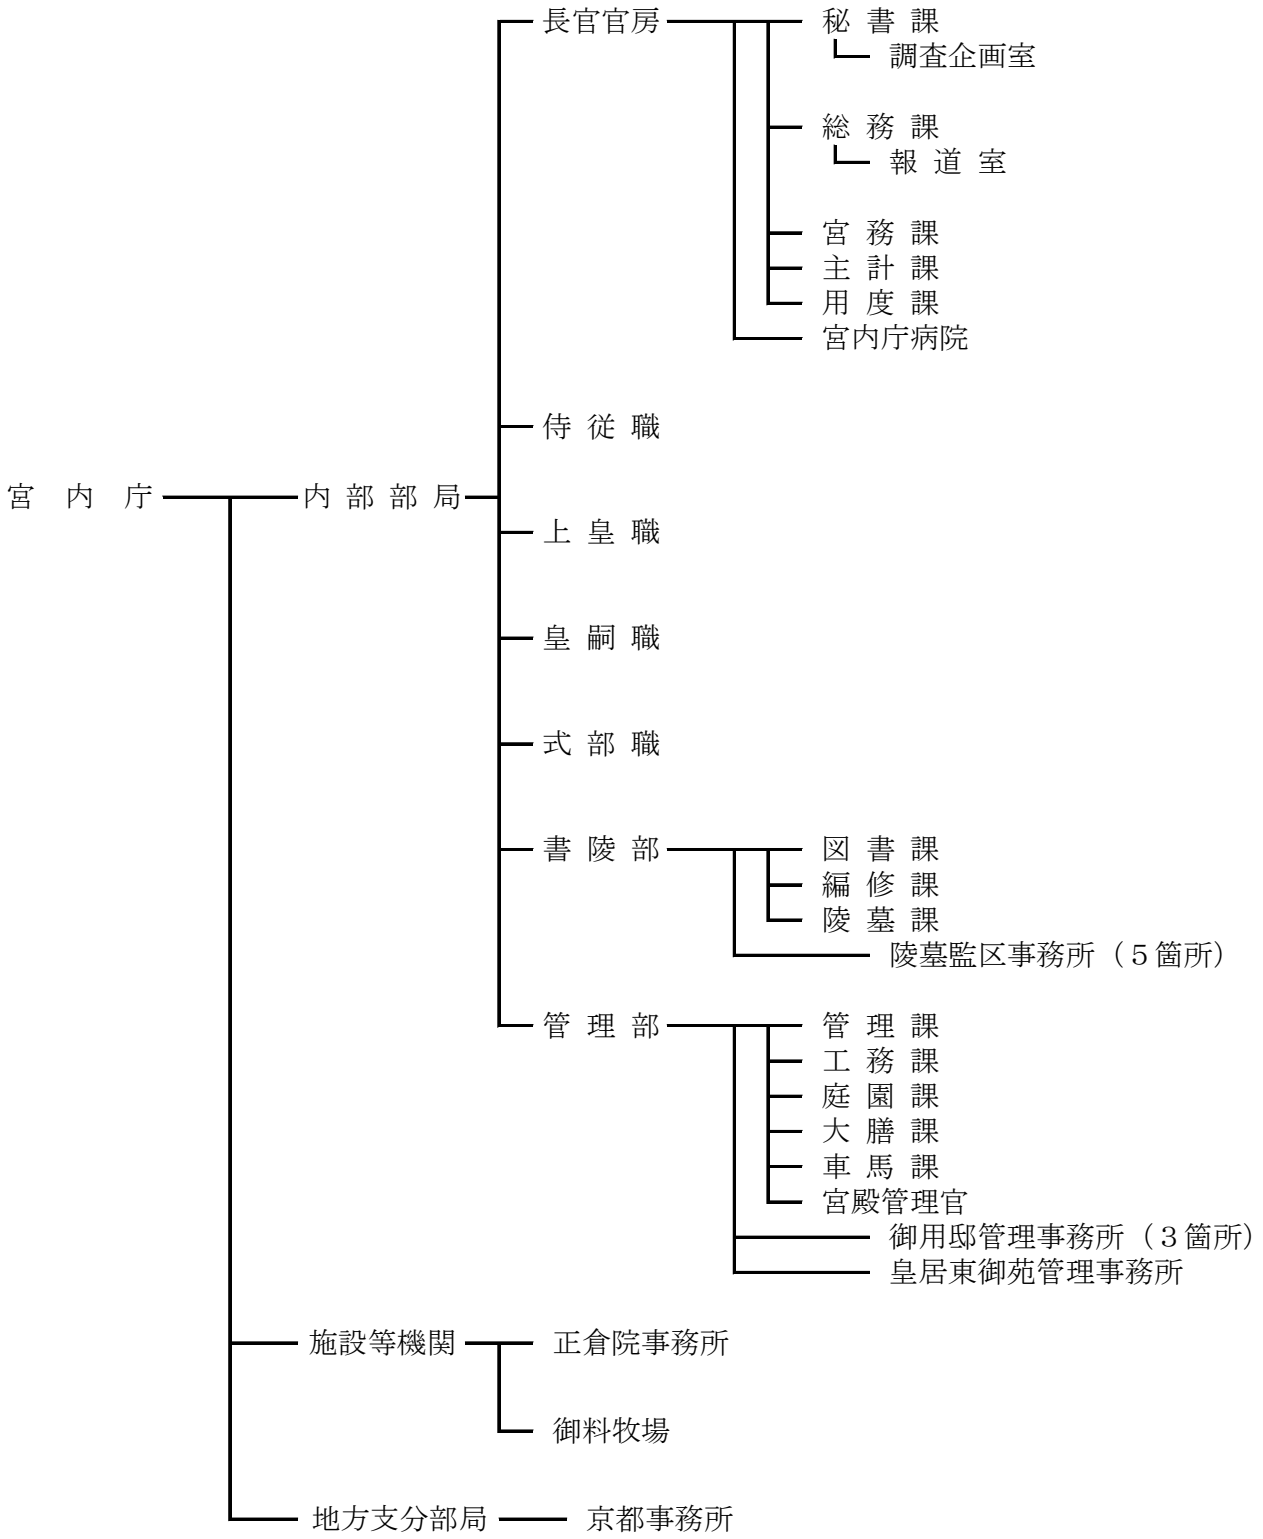 長官官房
秘書課
調査企画室
総務課
報道室
宮務課
主計課
用度課
宮内庁病院
侍従職
宮内庁
内部部局
上皇職
皇嗣職
式部職
書陵部
図書課
編修課
陵墓課
陵墓監区事務所（５箇所）
管理部
管理課
工務課
庭園課
大膳課
車馬課
宮殿管理官
御用邸管理事務所（３箇所）
皇居東御苑管理事務所
施設等機関
正倉院事務所
御料牧場
地方支分部局
京都事務所